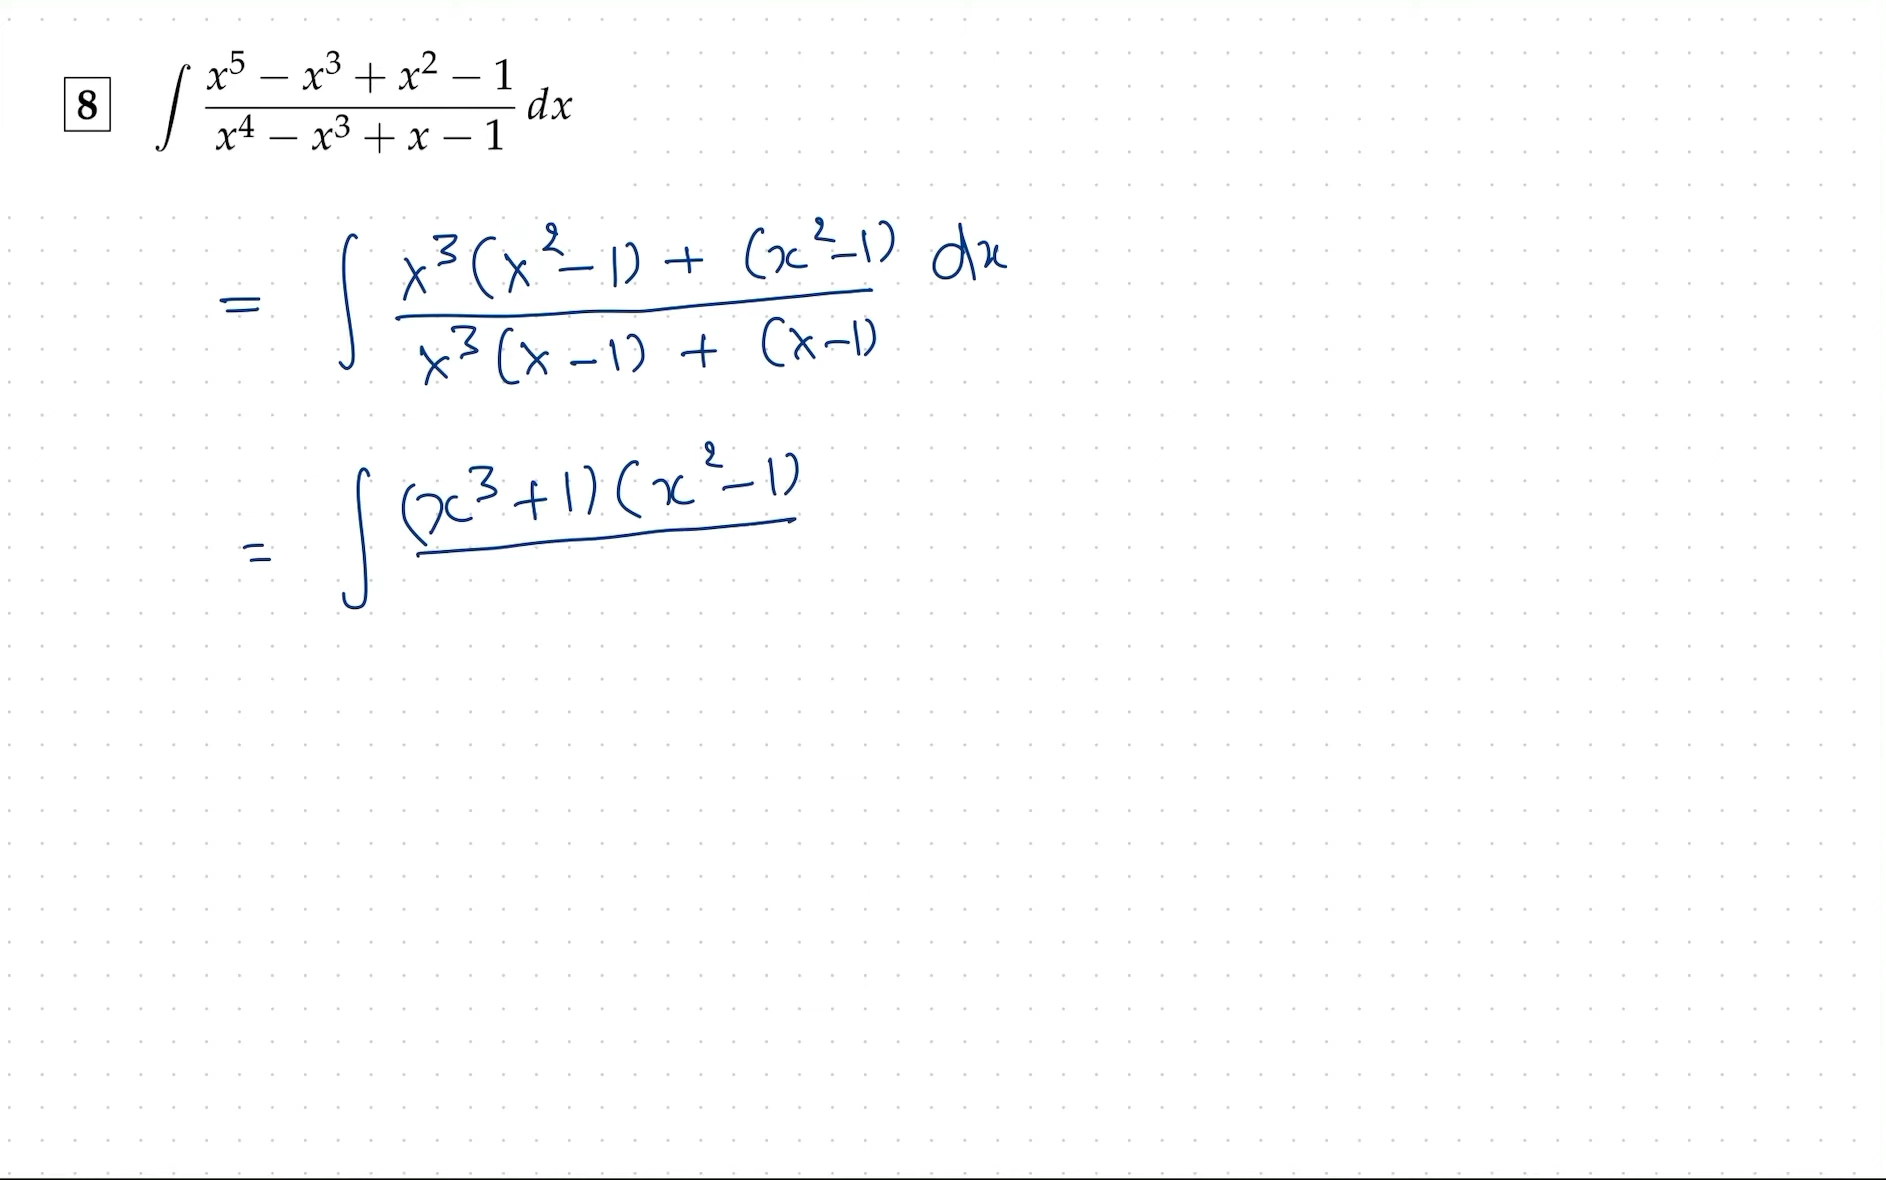 8 ∫ (x⁵ − x³ + x² − 1)/(x⁴ − x³ + x − 1) dx
= ∫ (x³(x²−1) + (x²−1))/(x³(x−1) + (x−1)) dx
= ∫ (x³+1)(x²−1)